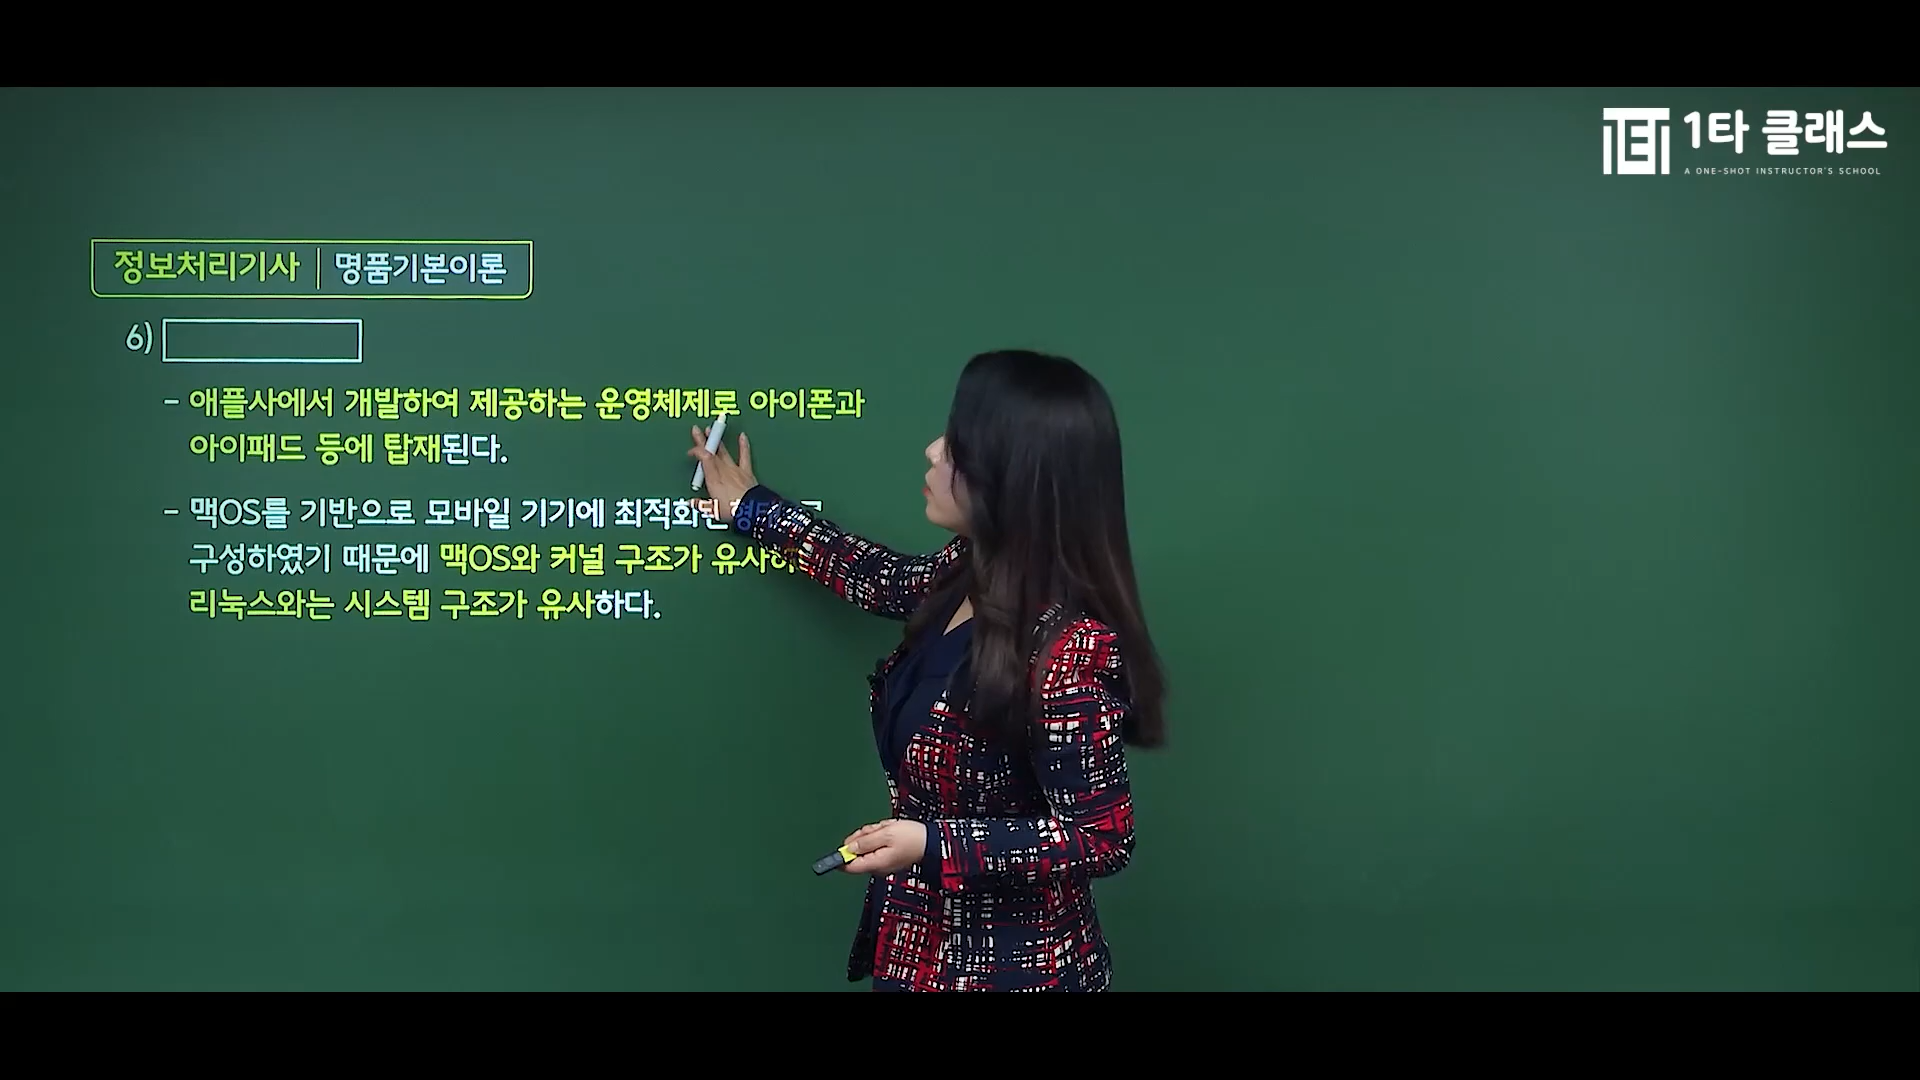 1타 클래스
A ONE-SHOT INSTRUCTOR'S SCHOOL
정보처리기사 | 명품기본이론
6)
- 애플사에서 개발하여 제공하는 운영체제로 아이폰과
아이패드 등에 탑재된다.
- 맥OS를 기반으로 모바일 기기에 최적화된
구성하였기 때문에 맥OS와 커널 구조가
리눅스와는 시스템 구조가 유사하다.